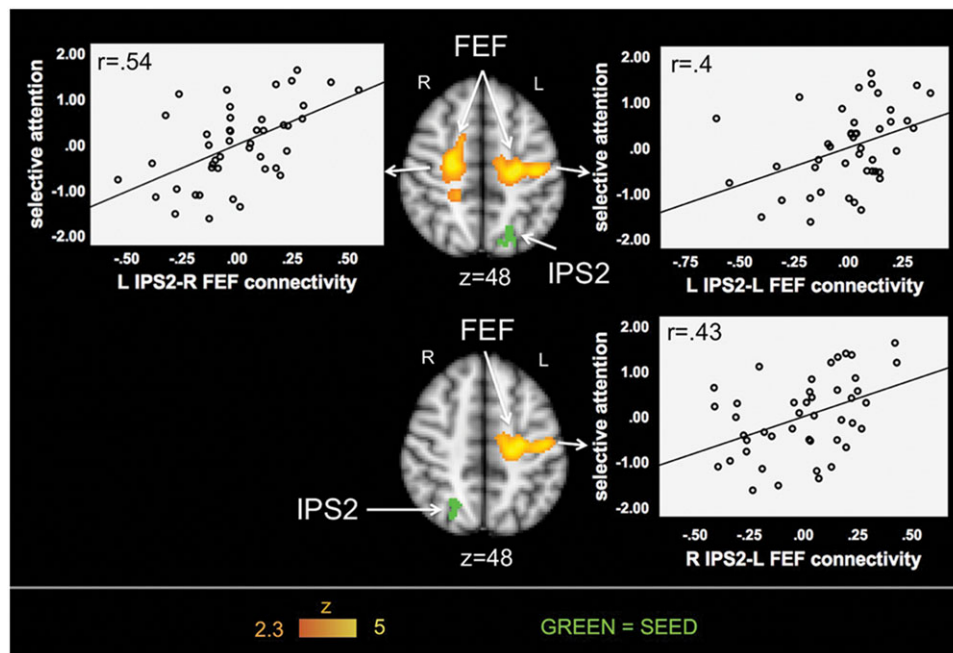 FEF
r=.54
2.00
1.00
.00
-1.00
-2.00
selective attention
-.50 -.25 .00 .25 .50
L IPS2-R FEF connectivity
R L
IPS2
z=48
r=.4
2.00
1.00
.00
-1.00
-2.00
selective attention
-.75 -.50 -.25 .00 .25
L IPS2-L FEF connectivity
FEF
R L
IPS2
z=48
r=.43
2.00
1.00
.00
-1.00
-2.00
selective attention
-.50 -.25 .00 .25 .50
R IPS2-L FEF connectivity
z
2.3 5
GREEN = SEED